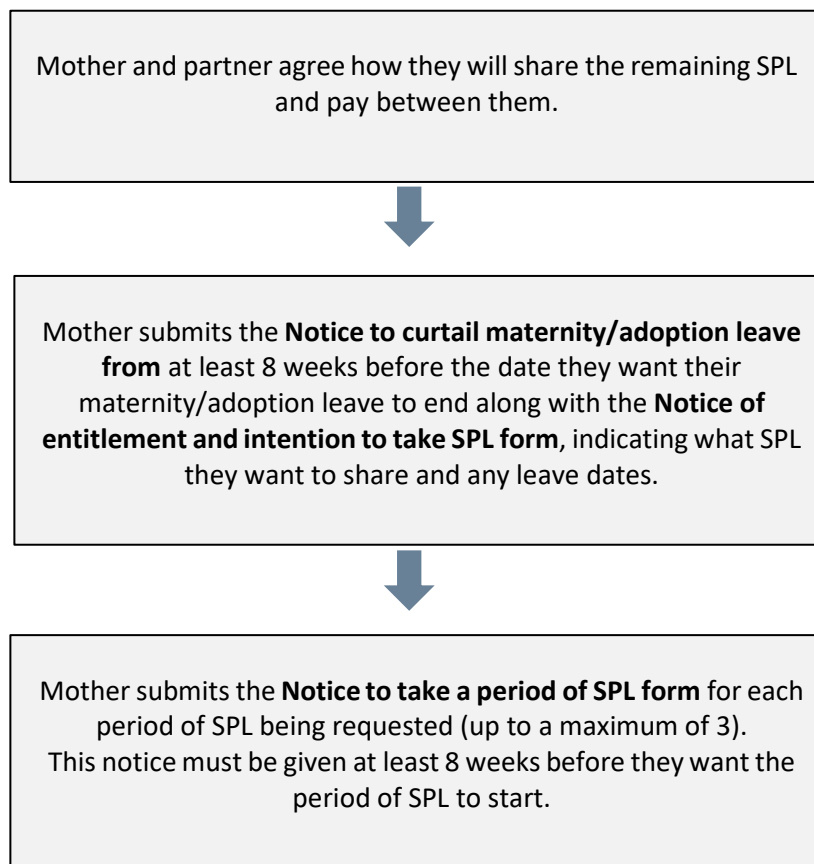 Mother and partner agree how they will share the remaining SPL
and pay between them.
Mother submits the Notice to curtail maternity/adoption leave
from at least 8 weeks before the date they want their
maternity/adoption leave to end along with the Notice of
entitlement and intention to take SPL form, indicating what SPL
they want to share and any leave dates.
Mother submits the Notice to take a period of SPL form for each
period of SPL being requested (up to a maximum of 3).
This notice must be given at least 8 weeks before they want the
period of SPL to start.